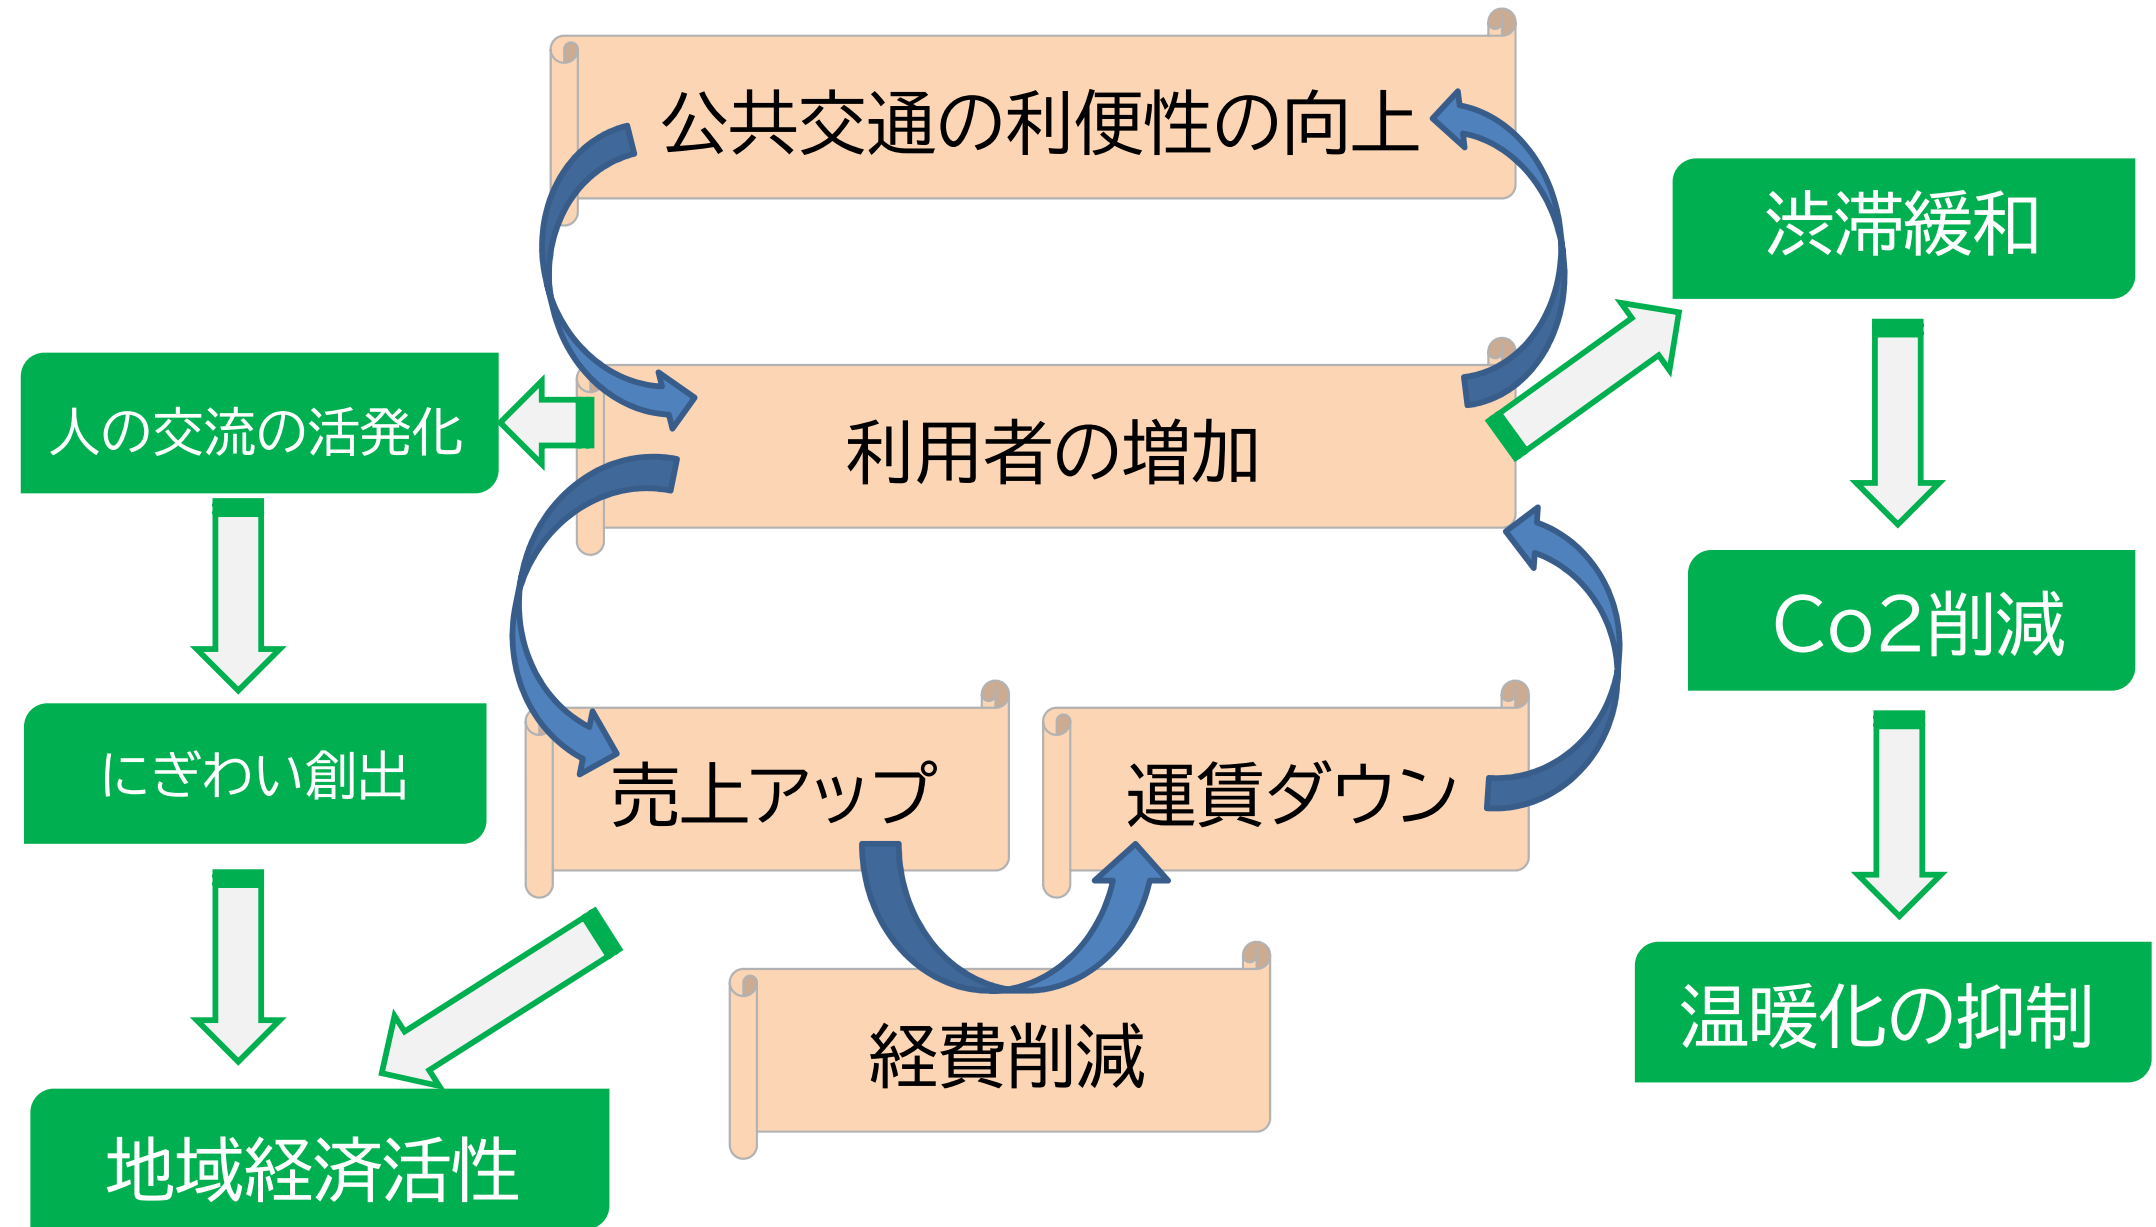 公共交通の利便性の向上
渋滞緩和
人の交流の活発化
利用者の増加
Co2削減
にぎわい創出
売上アップ
運賃ダウン
温暖化の抑制
経費削減
地域経済活性